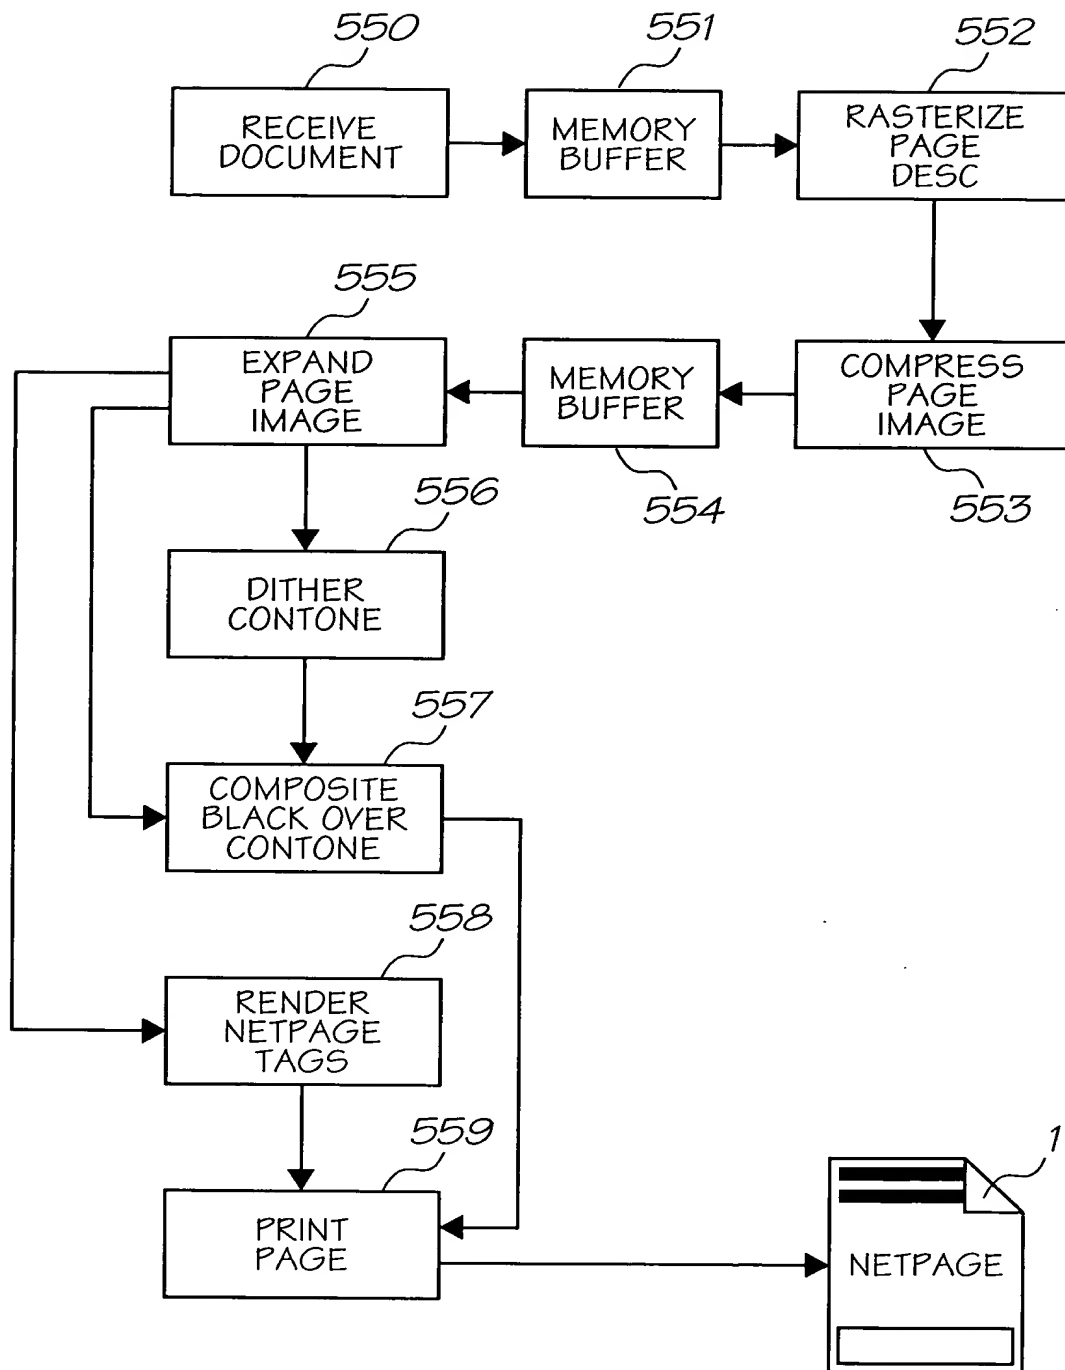 550
551
552
RECEIVE
DOCUMENT
MEMORY
BUFFER
RASTERIZE
PAGE
DESC
555
EXPAND
PAGE
IMAGE
MEMORY
BUFFER
COMPRESS
PAGE
IMAGE
554
553
556
DITHER
CONTONE
557
COMPOSITE
BLACK OVER
CONTONE
558
RENDER
NETPAGE
TAGS
559
PRINT
PAGE
1
NETPAGE